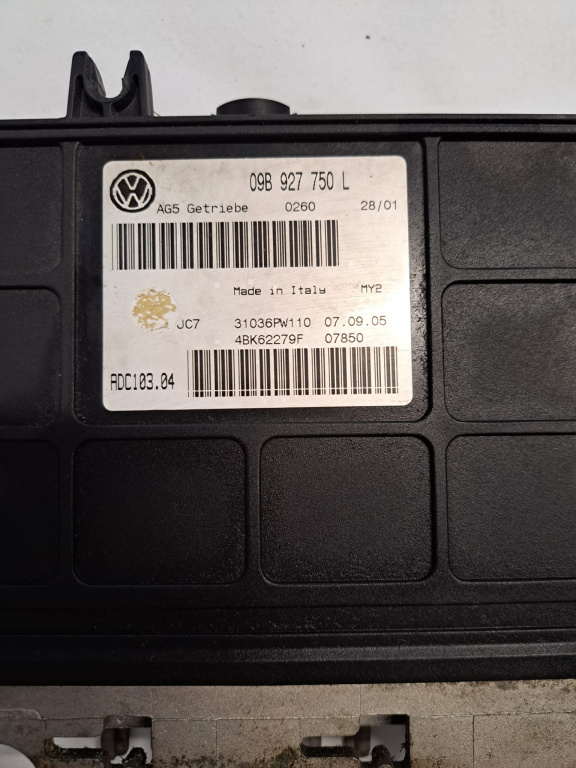 09B 927 750 L
AG5 Getriebe 0260 28/01
Made in Italy MY2
JC7 31036PW110 07.09.05
4BK62279F 07850
RDC103.04